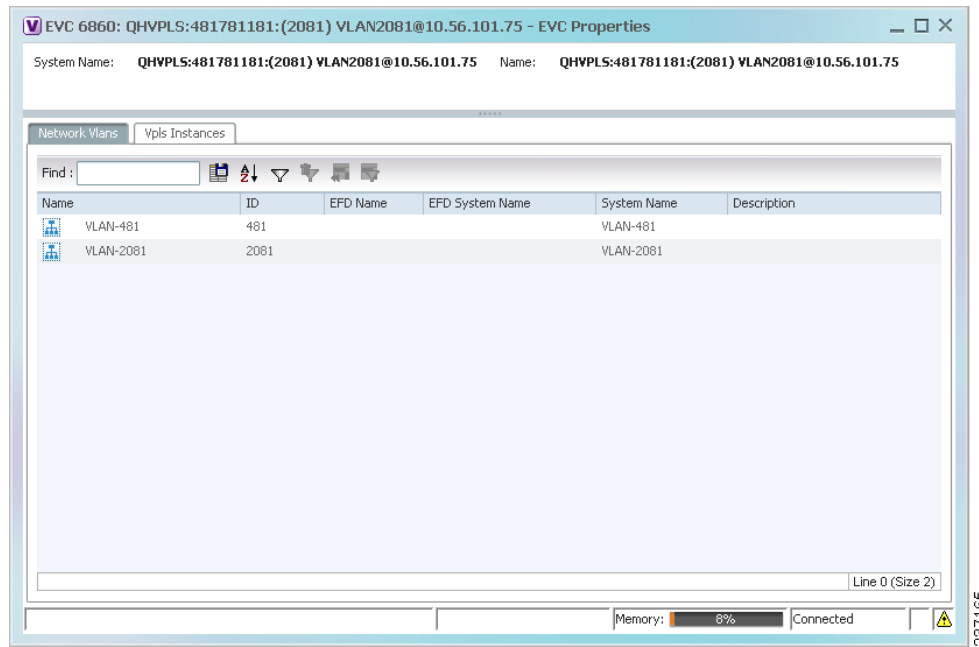 EVC 6860: QHVPLS:481781181:(2081) VLAN2081@10.56.101.75 - EVC Properties
System Name: QHVPLS:481781181:(2081) VLAN2081@10.56.101.75 Name: QHVPLS:481781181:(2081) VLAN2081@10.56.101.75
Network Vlans Vpls Instances
Find :
Name ID EFD Name EFD System Name System Name Description
VLAN-481 481 VLAN-481
VLAN-2081 2081 VLAN-2081
Line 0 (Size 2)
Memory: 8% Connected